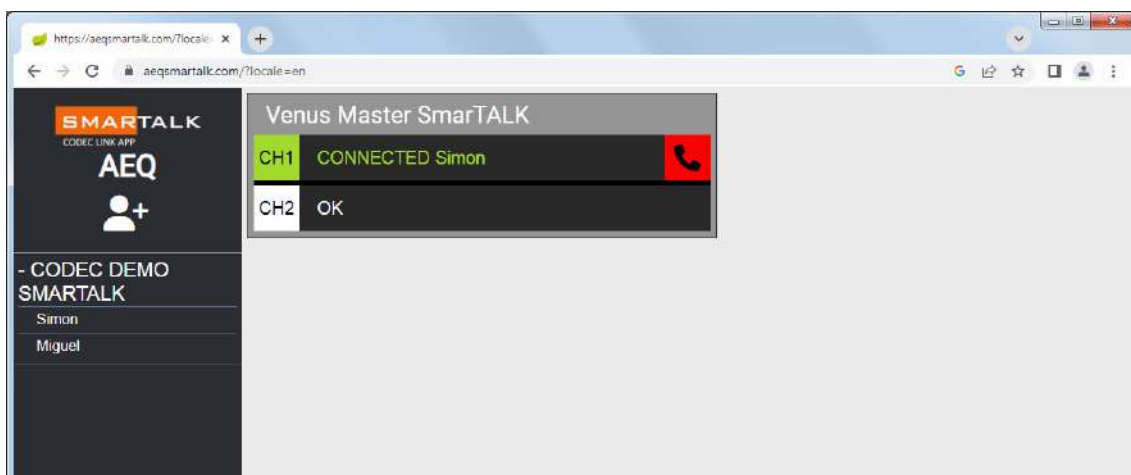 https://aeqsmartalk.com/?locale=
aeqsmartalk.com/?locale=en
SMARTALK
CODEC LINK APP
AEQ
- CODEC DEMO
SMARTALK
Simon
Miguel
Venus Master SmarTALK
CH1 CONNECTED Simon
CH2 OK